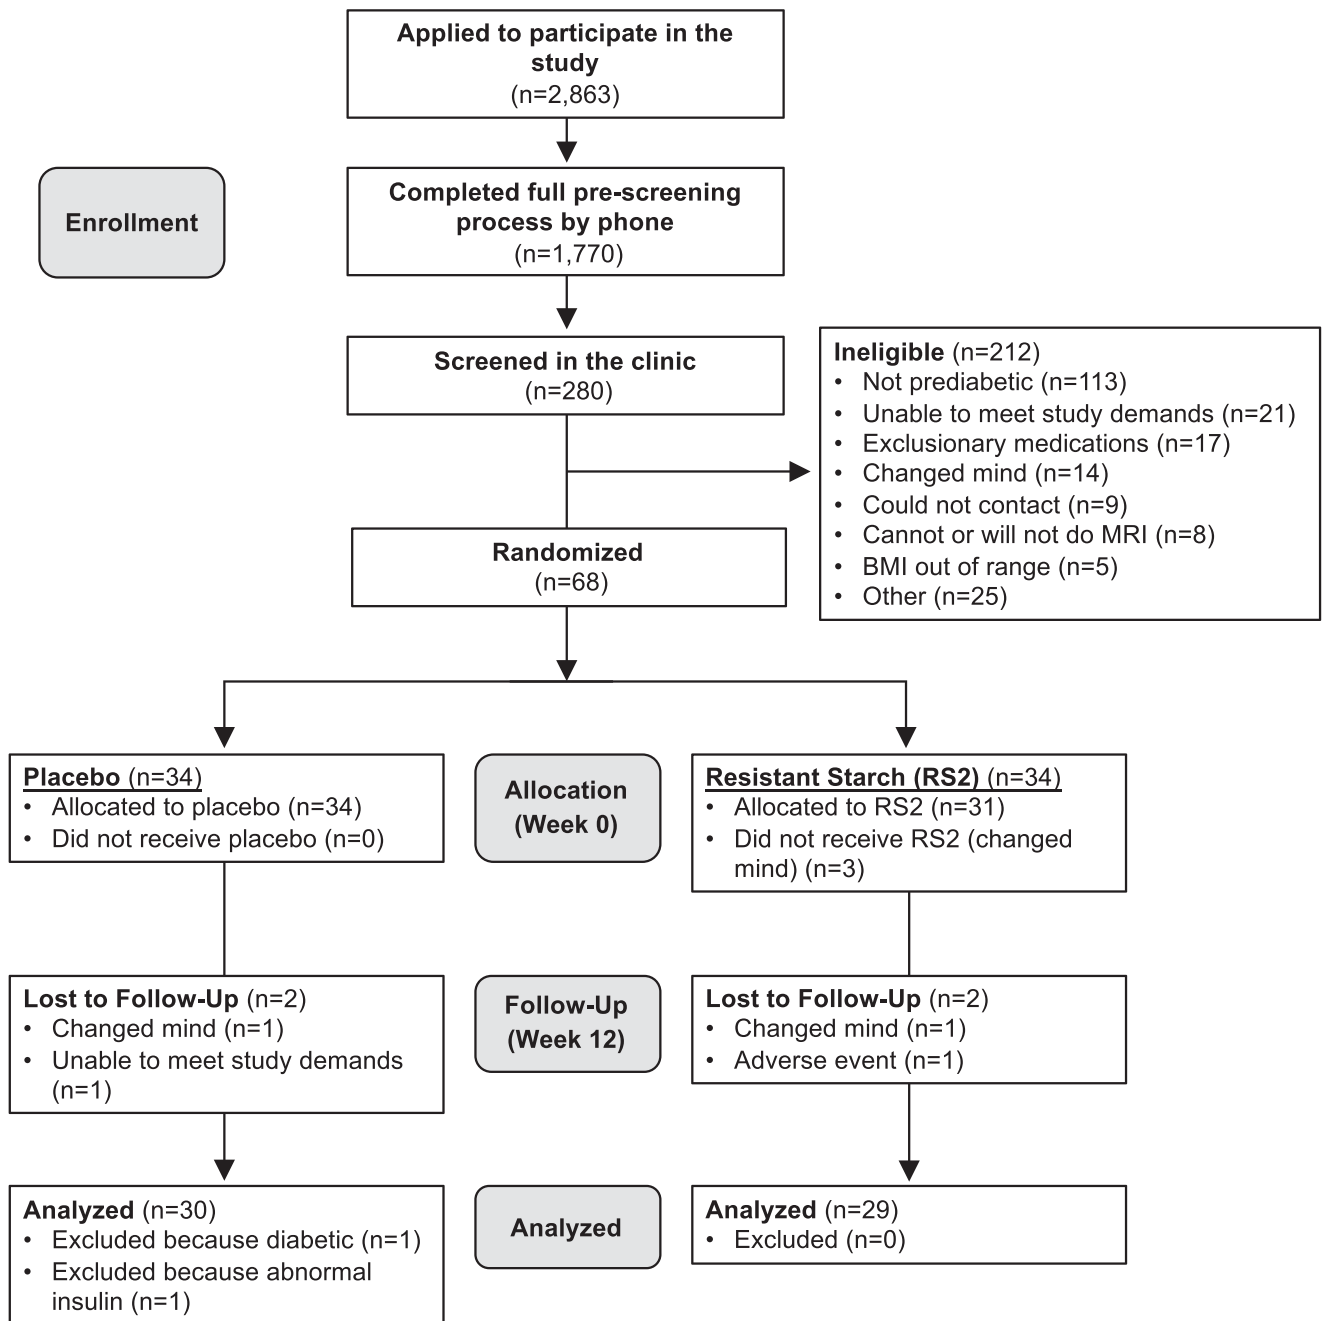 Applied to participate in the
study
(n=2,863)
Enrollment
Completed full pre-screening
process by phone
(n=1,770)
Screened in the clinic
(n=280)
Ineligible (n=212)
• Not prediabetic (n=113)
• Unable to meet study demands (n=21)
• Exclusionary medications (n=17)
• Changed mind (n=14)
• Could not contact (n=9)
• Cannot or will not do MRI (n=8)
• BMI out of range (n=5)
• Other (n=25)
Randomized
(n=68)
Placebo (n=34)
• Allocated to placebo (n=34)
• Did not receive placebo (n=0)
Allocation
(Week 0)
Resistant Starch (RS2) (n=34)
• Allocated to RS2 (n=31)
• Did not receive RS2 (changed
mind) (n=3)
Lost to Follow-Up (n=2)
• Changed mind (n=1)
• Unable to meet study demands
(n=1)
Follow-Up
(Week 12)
Lost to Follow-Up (n=2)
• Changed mind (n=1)
• Adverse event (n=1)
Analyzed (n=30)
• Excluded because diabetic (n=1)
• Excluded because abnormal
insulin (n=1)
Analyzed
Analyzed (n=29)
• Excluded (n=0)